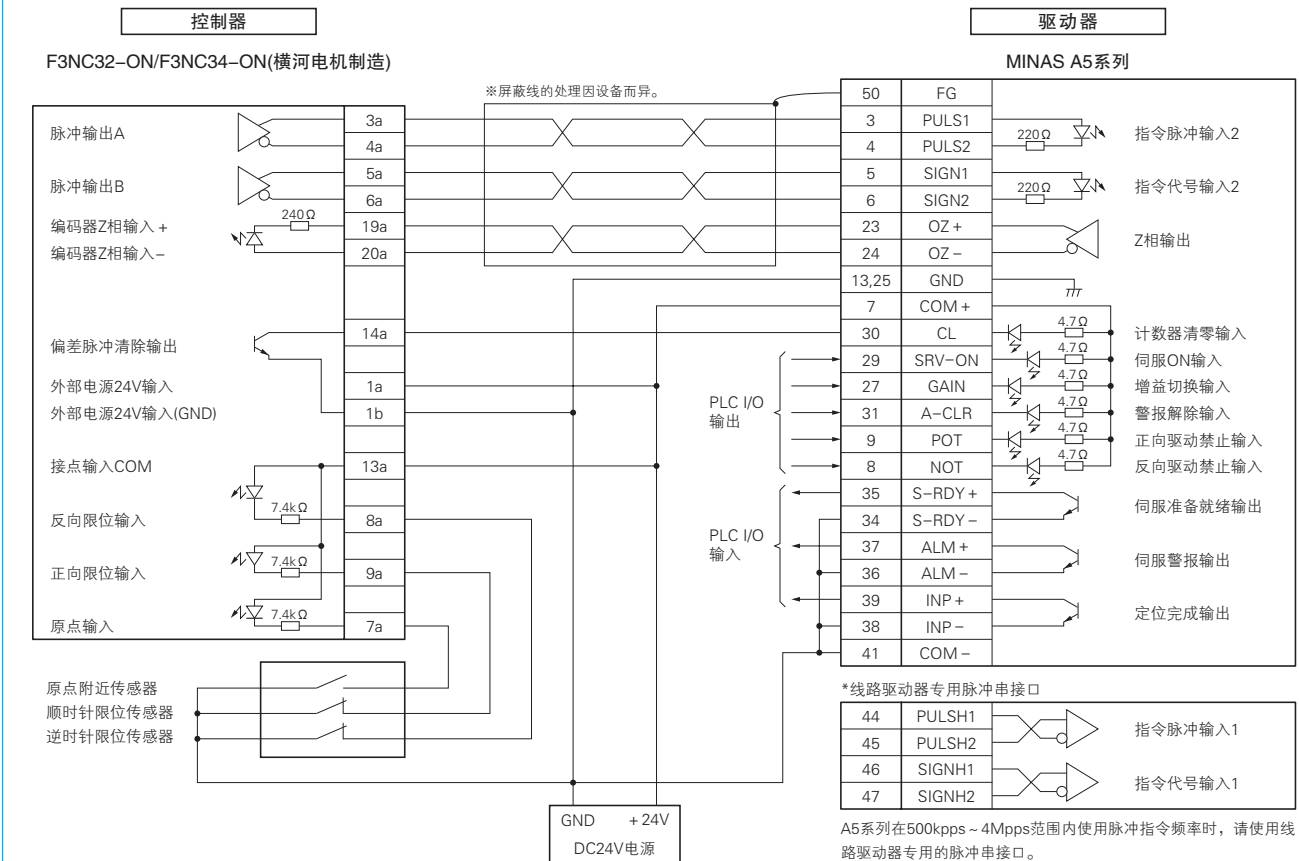 控制器
驱动器
F3NC32-ON/F3NC34-ON(横河电机制造)
MINAS A5系列
※屏蔽线的处理因设备而异。
50 FG
脉冲输出A
3a
4a
3 PULS1
4 PULS2
220Ω
指令脉冲输入2
脉冲输出B
5a
6a
5 SIGN1
6 SIGN2
220Ω
指令代号输入2
编码器Z相输入+
240Ω
19a
23 OZ+
编码器Z相输入-
20a
24 OZ-
Z相输出
13,25 GND
7 COM+
偏差脉冲清除输出
14a
30 CL 4.7Ω 计数器清零输入
29 SRV-ON 4.7Ω 伺服ON输入
外部电源24V输入
1a
27 GAIN 4.7Ω 增益切换输入
外部电源24V输入(GND)
1b
PLC I/O
输出
31 A-CLR 4.7Ω 警报解除输入
9 POT 4.7Ω 正向驱动禁止输入
接点输入COM
13a
8 NOT 4.7Ω 反向驱动禁止输入
反向限位输入
7.4kΩ
8a
35 S-RDY+
34 S-RDY-
伺服准备就绪输出
PLC I/O
输入
37 ALM+
36 ALM-
伺服警报输出
正向限位输入
7.4kΩ
9a
39 INP+
38 INP-
定位完成输出
原点输入
7.4kΩ
7a
41 COM-
原点附近传感器
顺时针限位传感器
逆时针限位传感器
*线路驱动器专用脉冲串接口
44 PULSH1
45 PULSH2
指令脉冲输入1
46 SIGNH1
47 SIGNH2
指令代号输入1
GND +24V
DC24V电源
A5系列在500kpps~4Mpps范围内使用脉冲指令频率时，请使用线
路驱动器专用的脉冲串接口。